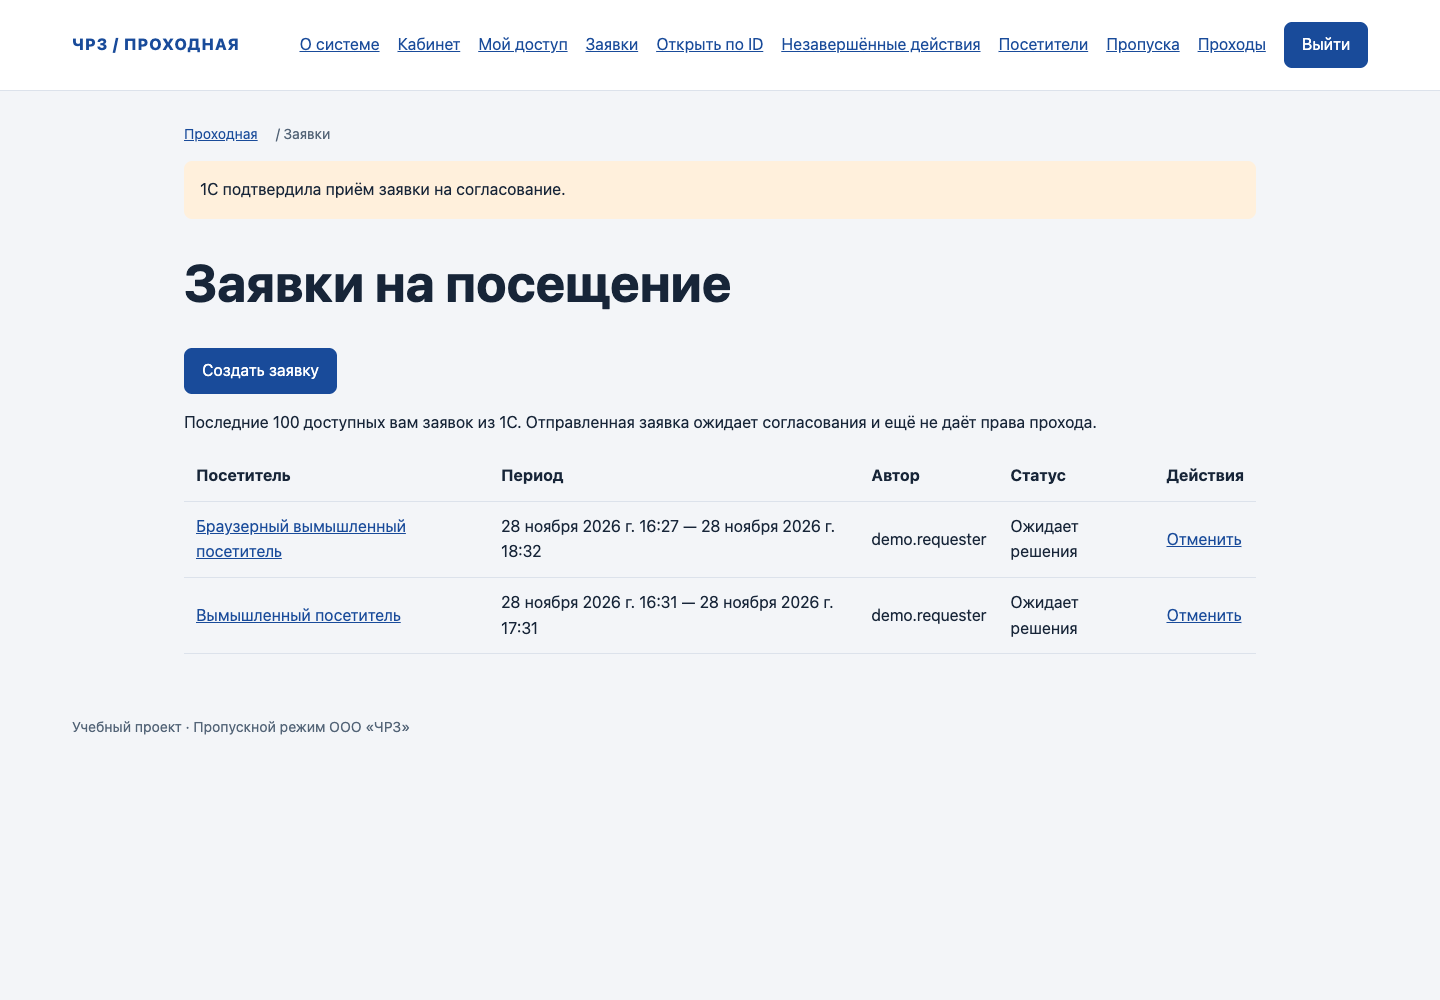 ЧРЗ / ПРОХОДНАЯ
О системе Кабинет Мой доступ Заявки Открыть по ID Незавершённые действия Посетители Пропуска Проходы Выйти
Проходная / Заявки
1С подтвердила приём заявки на согласование.
Заявки на посещение
Создать заявку
Последние 100 доступных вам заявок из 1С. Отправленная заявка ожидает согласования и ещё не даёт права прохода.
Посетитель Период Автор Статус Действия
Браузерный вымышленный посетитель 28 ноября 2026 г. 16:27 — 28 ноября 2026 г. 18:32 demo.requester Ожидает решения Отменить
Вымышленный посетитель 28 ноября 2026 г. 16:31 — 28 ноября 2026 г. 17:31 demo.requester Ожидает решения Отменить
Учебный проект · Пропускной режим ООО «ЧРЗ»